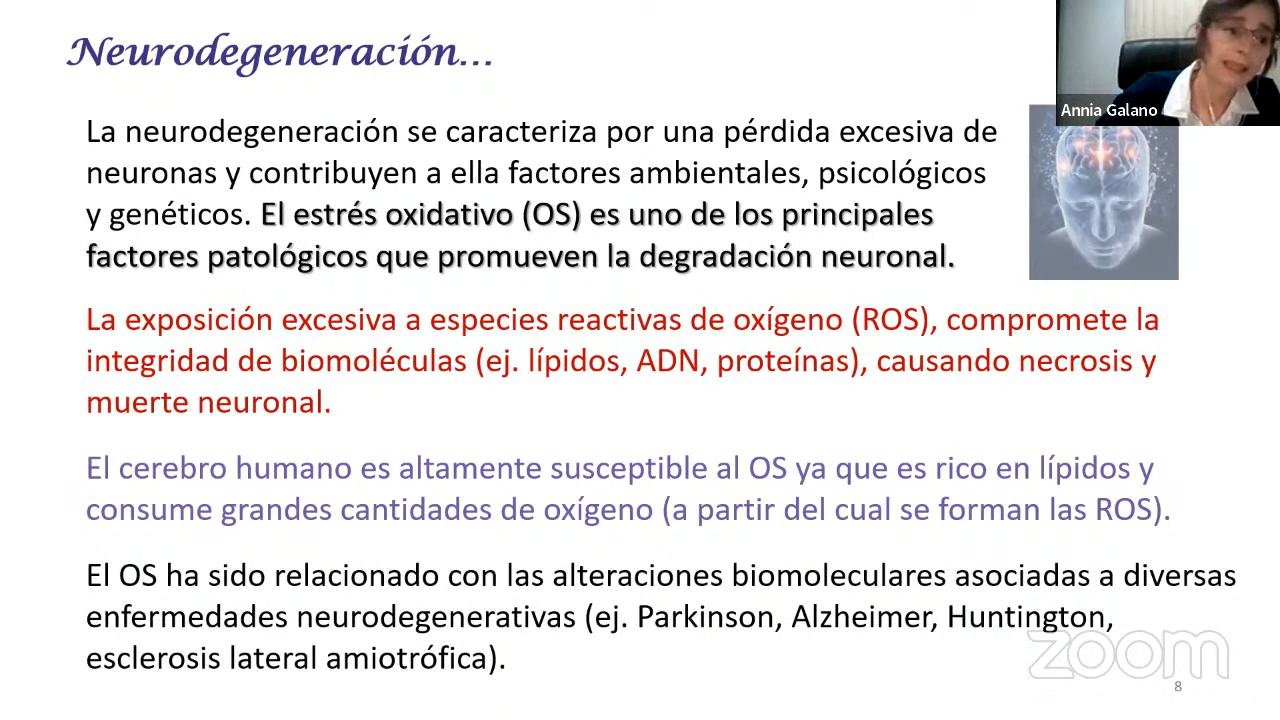 Neurodegeneración...
Annia Galano
La neurodegeneración se caracteriza por una pérdida excesiva de
neuronas y contribuyen a ella factores ambientales, psicológicos
y genéticos. El estrés oxidativo (OS) es uno de los principales
factores patológicos que promueven la degradación neuronal.
La exposición excesiva a especies reactivas de oxígeno (ROS), compromete la
integridad de biomoléculas (ej. lípidos, ADN, proteínas), causando necrosis y
muerte neuronal.
El cerebro humano es altamente susceptible al OS ya que es rico en lípidos y
consume grandes cantidades de oxígeno (a partir del cual se forman las ROS).
El OS ha sido relacionado con las alteraciones biomoleculares asociadas a diversas
enfermedades neurodegenerativas (ej. Parkinson, Alzheimer, Huntington,
esclerosis lateral amiotrófica).
zoom
8